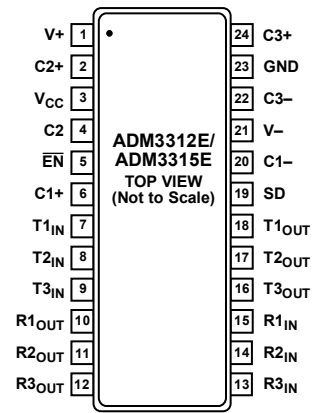 V+ 1 24 C3+
C2+ 2 23 GND
VCC 3 22 C3–
C2 4 21 V–
EN 5 20 C1–
C1+ 6 19 SD
T1IN 7 18 T1OUT
T2IN 8 17 T2OUT
T3IN 9 16 T3OUT
R1OUT 10 15 R1IN
R2OUT 11 14 R2IN
R3OUT 12 13 R3IN
ADM3312E/
ADM3315E
TOP VIEW
(Not to Scale)